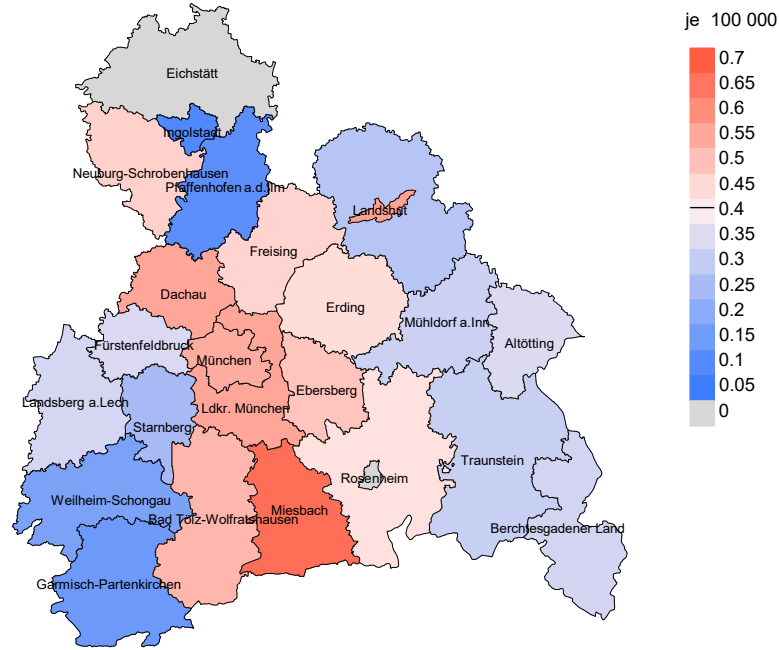 je 100 000
Eichstätt
0.7
0.65
0.6
0.55
0.5
0.45
0.4
0.35
0.3
0.25
0.2
0.15
0.1
0.05
0
Ingolstadt
Neuburg-Schrobenhausen
Pfaffenhofen a.d.Ilm
Landshut
Freising
Dachau
Erding
Mühldorf a.Inn
Altötting
Fürstenfeldbruck
München
Ebersberg
Landsberg a.Lech
Ldkr. München
Starnberg
Traunstein
Rosenheim
Weilheim-Schongau
Miesbach
Bad Tölz-Wolfratshausen
Berchtesgadener Land
Garmisch-Partenkirchen